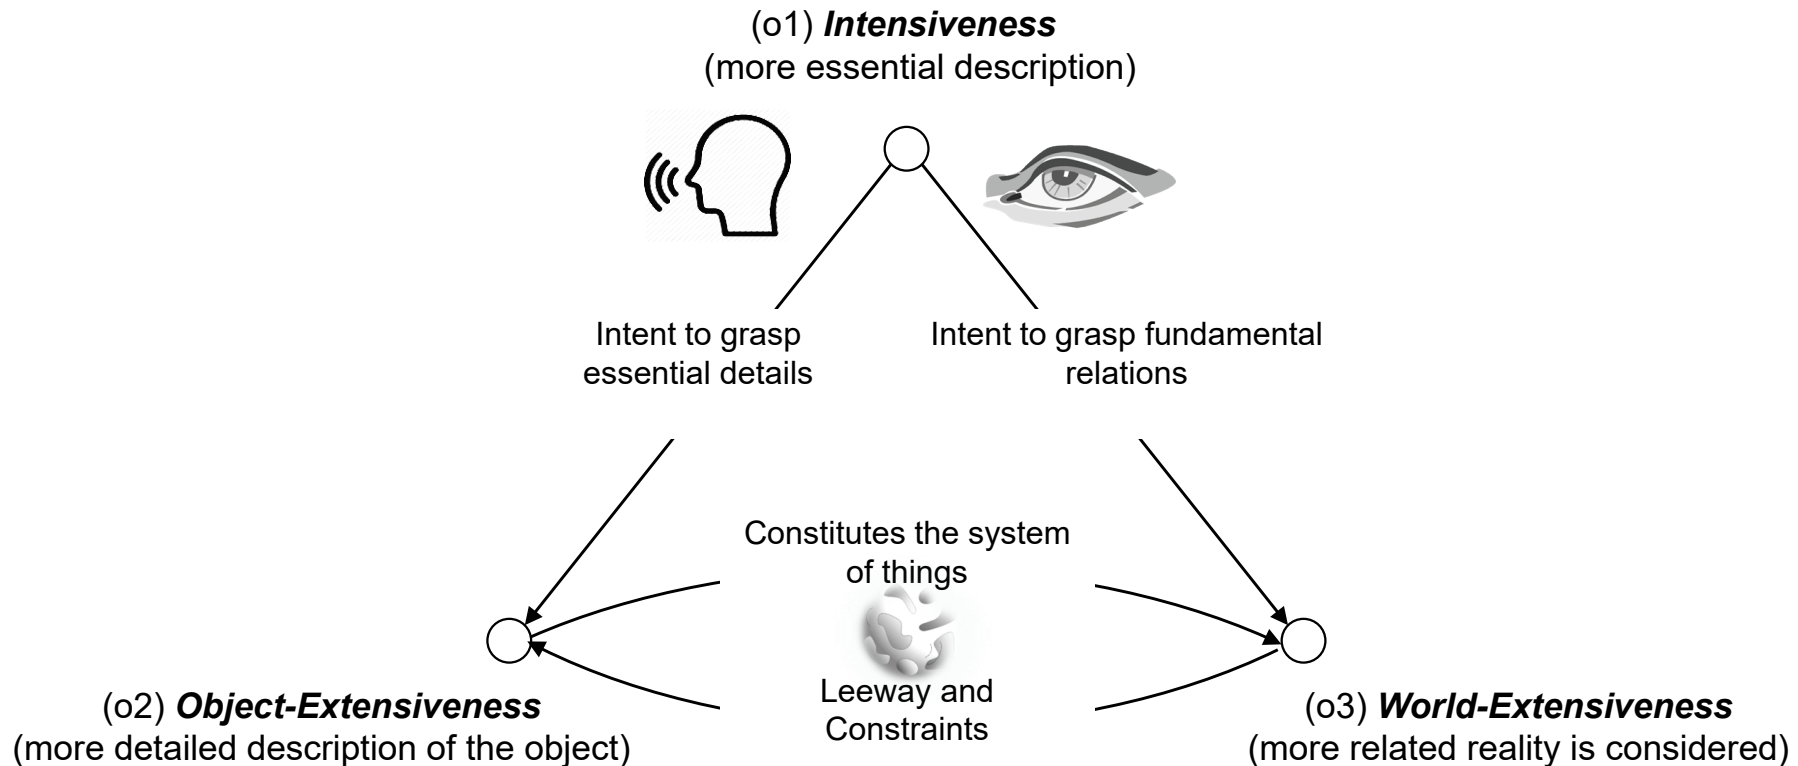 (o1) Intensiveness
(more essential description)
Intent to grasp
essential details
Intent to grasp fundamental
relations
Constitutes the system
of things
Leeway and
Constraints
(o2) Object-Extensiveness
(more detailed description of the object)
(o3) World-Extensiveness
(more related reality is considered)